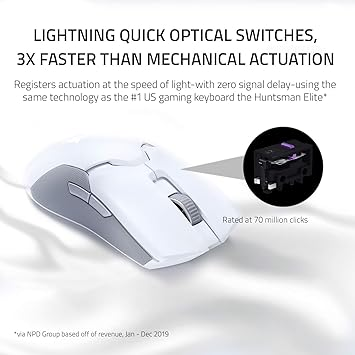 LIGHTNING QUICK OPTICAL SWITCHES,
3X FASTER THAN MECHANICAL ACTUATION
Registers actuation at the speed of light-with zero signal delay-using the
same technology as the #1 US gaming keyboard the Huntsman Elite*
Rated at 70 million clicks
*via NPD Group based off of revenue, Jan - Dec 2019